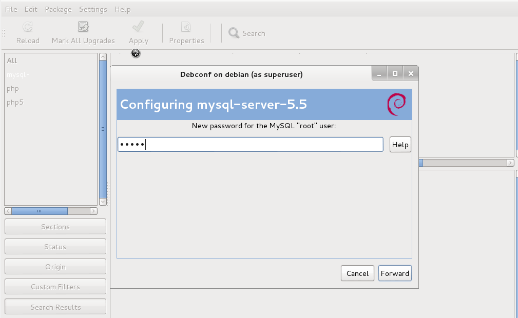 File Edit Package Settings Help
Reload Mark All Upgrades Apply Properties Search
Debconf on debian (as superuser)
All
php
php5
Configuring mysql-server-5.5
New password for the MySQL "root" user:
•••••
Help
Sections
Status
Origin
Custom Filters
Search Results
Cancel Forward